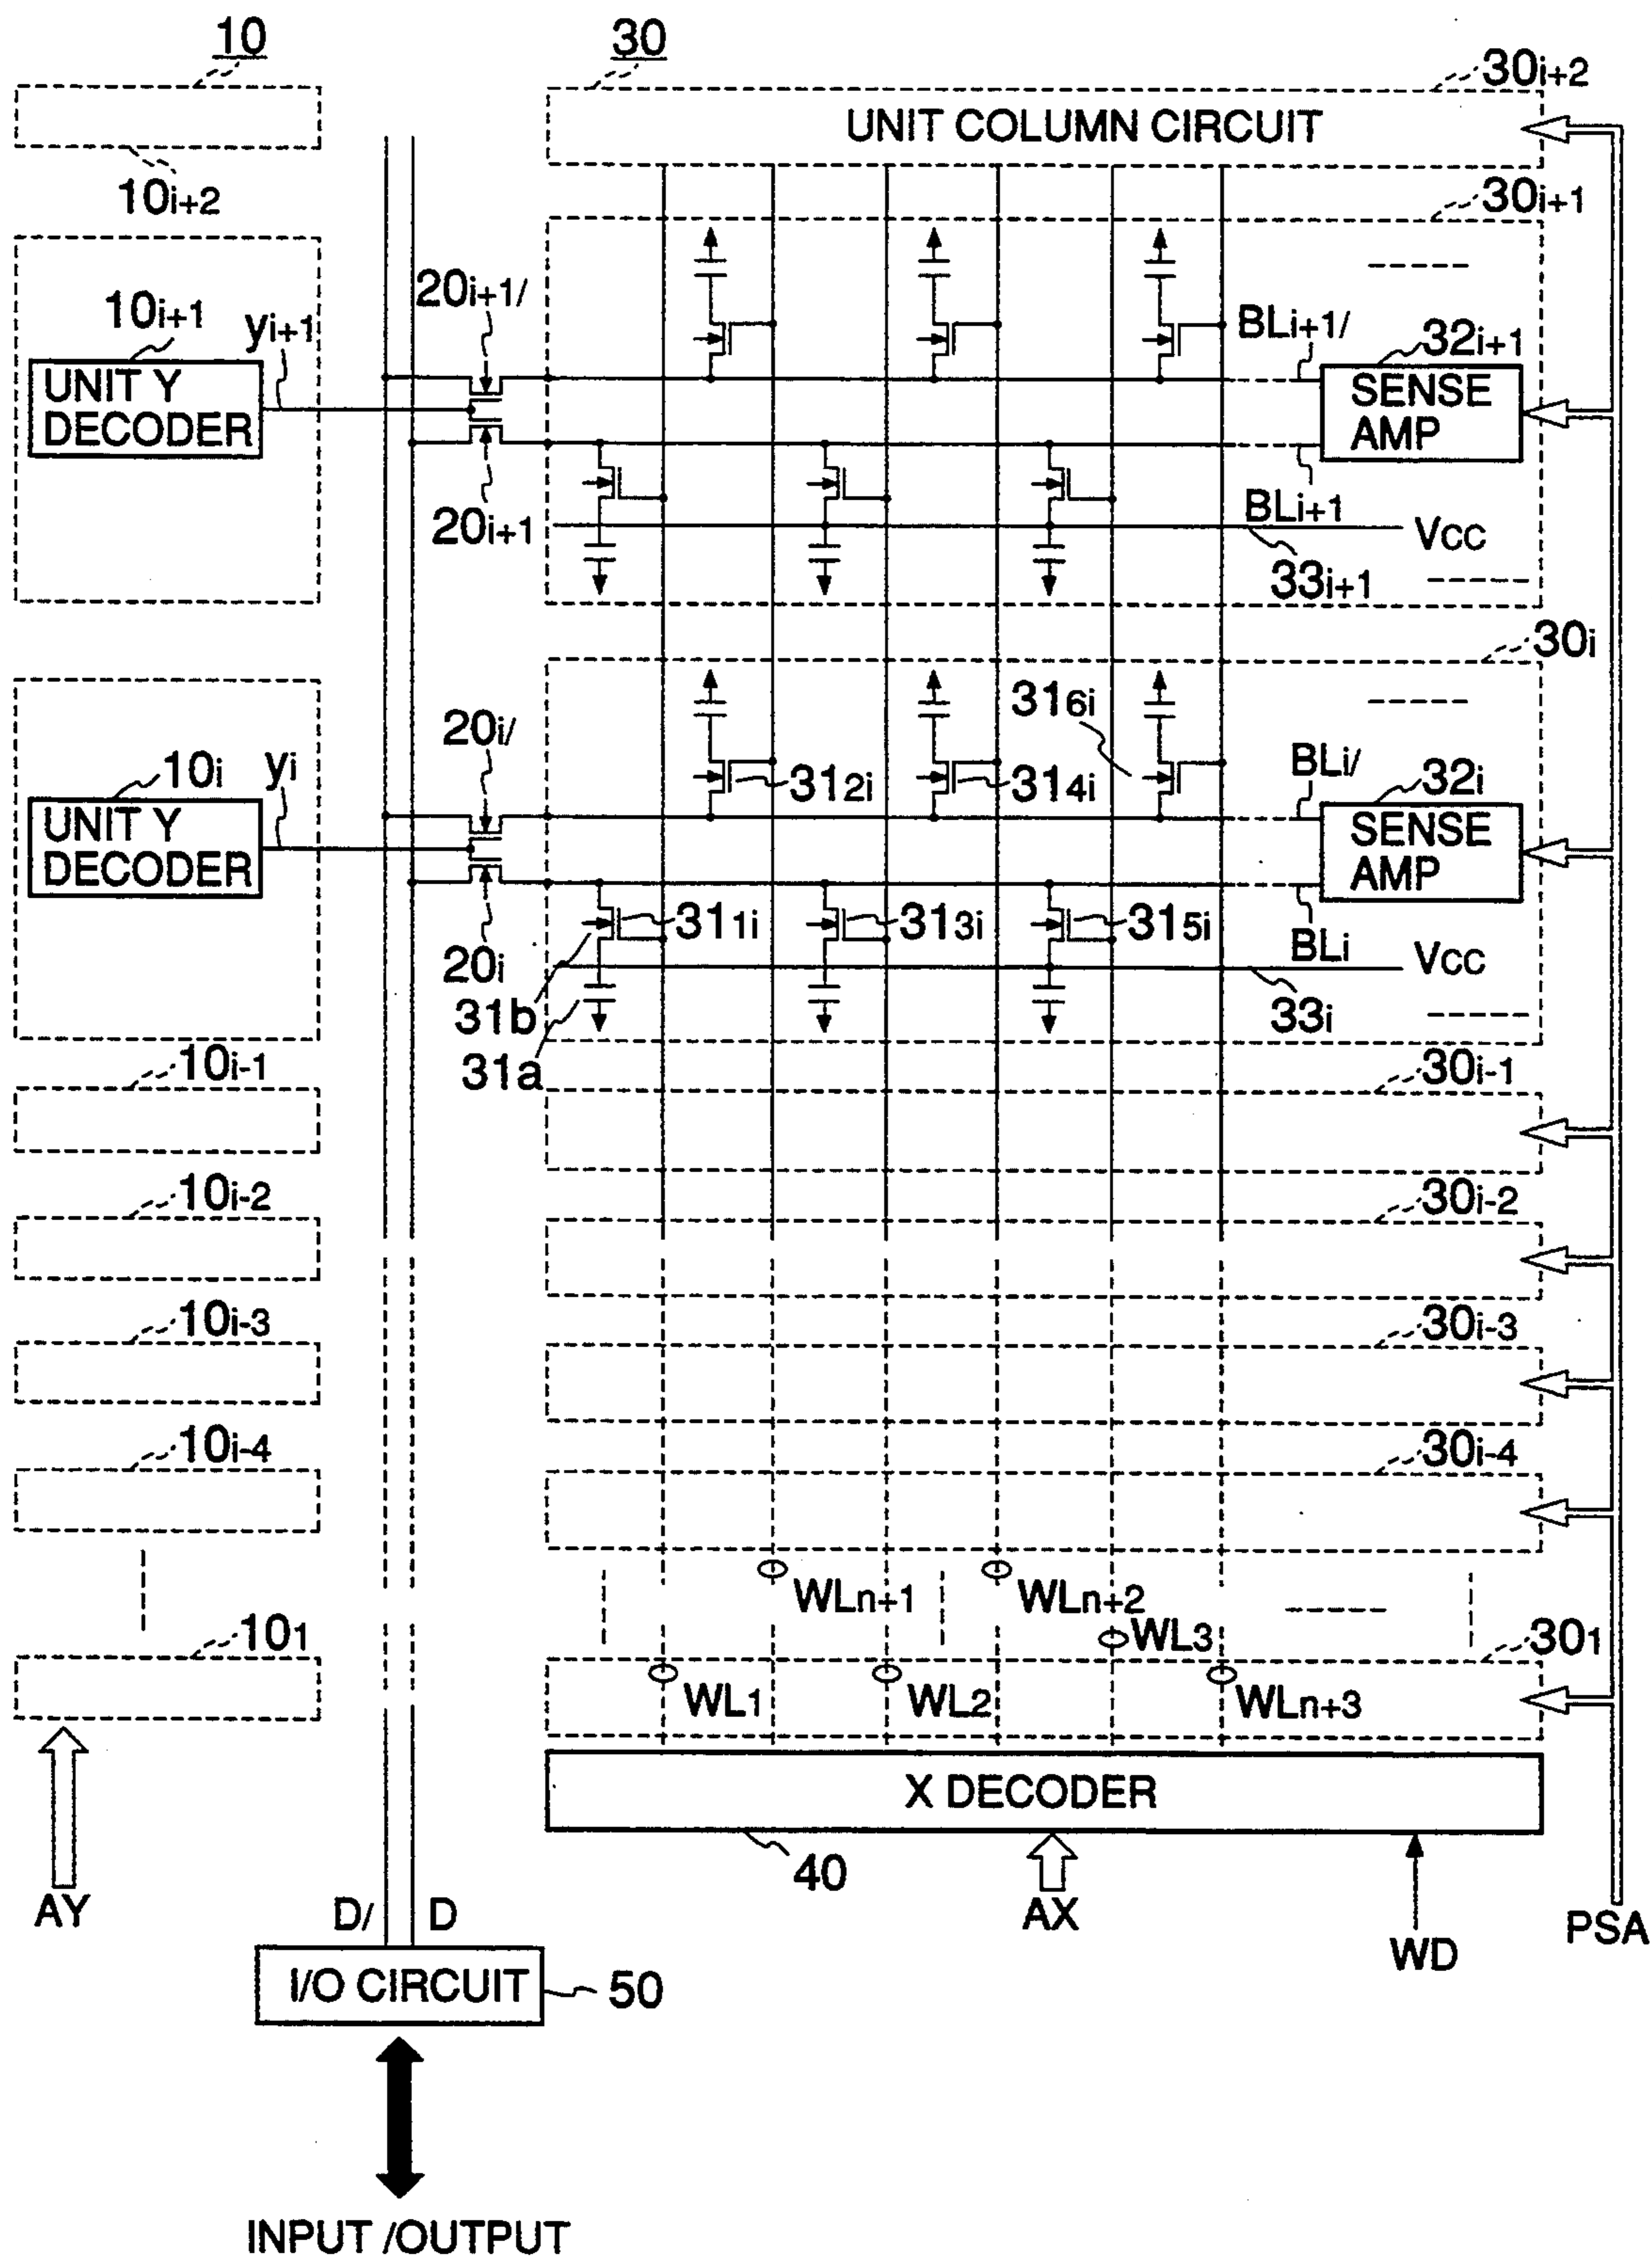 10
30
30i+2
UNIT COLUMN CIRCUIT
10i+2
30i+1
20i+1/
10i+1
yi+1
BLi+1/
32i+1
UNIT Y
DECODER
SENSE
AMP
20i+1
BLi+1
VCC
33i+1
30i
316i
20i/
10i
yi
312i
314i
BLi/
32i
UNIT Y
DECODER
SENSE
AMP
311i
313i
315i
20i
BLi
VCC
31b
33i
31a
10i-1
30i-1
10i-2
30i-2
10i-3
30i-3
10i-4
30i-4
WLn+1
WLn+2
WL3
101
301
WL1
WL2
WLn+3
X DECODER
40
AY
D/
D
AX
WD
PSA
I/O CIRCUIT
50
INPUT /OUTPUT